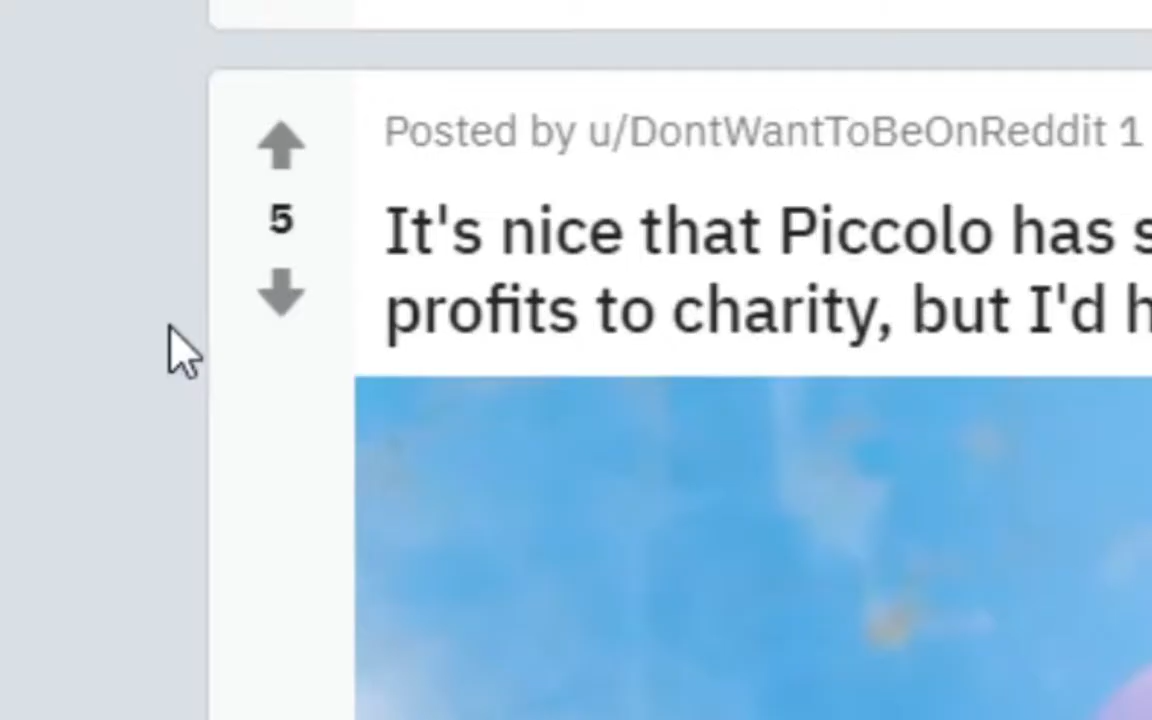 Posted by u/DontWantToBeOnReddit 1
5
It's nice that Piccolo has s
profits to charity, but I'd h